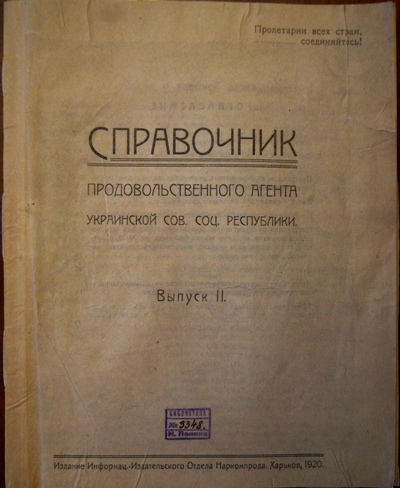 Пролетарии всех стран,
соединяйтесь!
СПРАВОЧНИК
ПРОДОВОЛЬСТВЕННОГО АГЕНТА
УКРАИНСКОЙ СОВ. СОЦ. РЕСПУБЛИКИ.
Выпуск II.
БИБЛИОТЕКА
№ 3348.
Издание Информац.-Издательского Отдела Наркомпрода. Харьков, 1920.